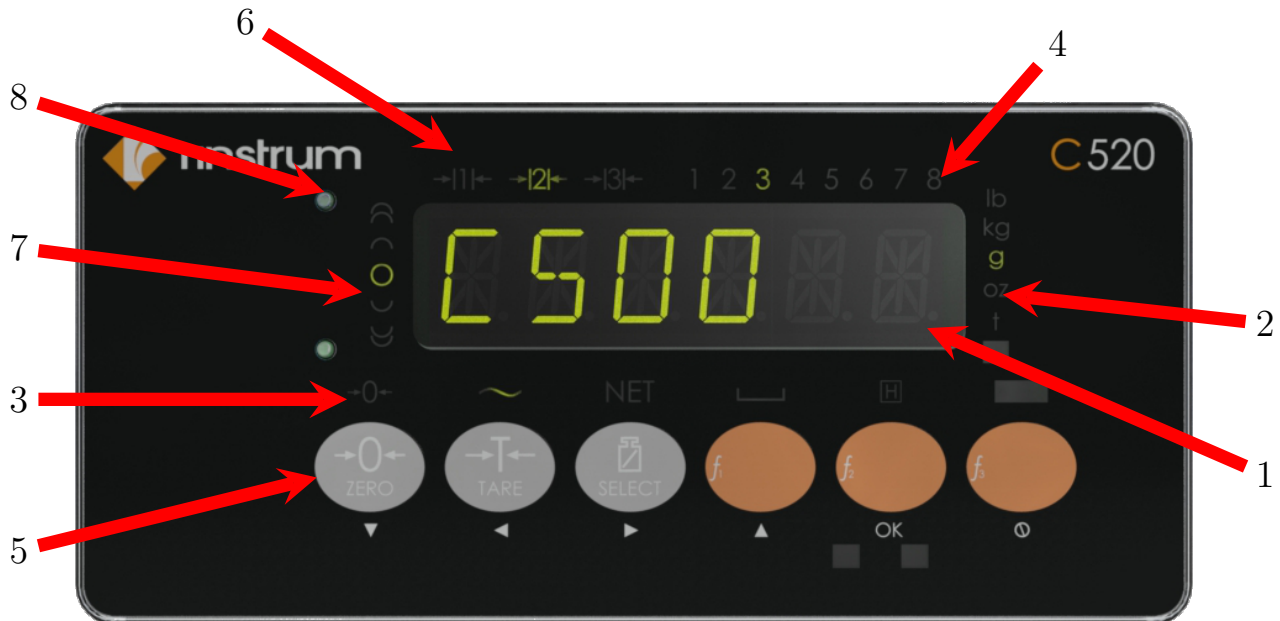 6
4
8
rinstrum
C520
→|1|← →|2|← →|3|← 1 2 3 4 5 6 7 8
lb
kg
7
C500
g
oz
2
t
3
→0← ~ NET H
→0← →T←
ZERO TARE SELECT f1 f2 f3
1
5
▼ ◄ ► ▲ OK